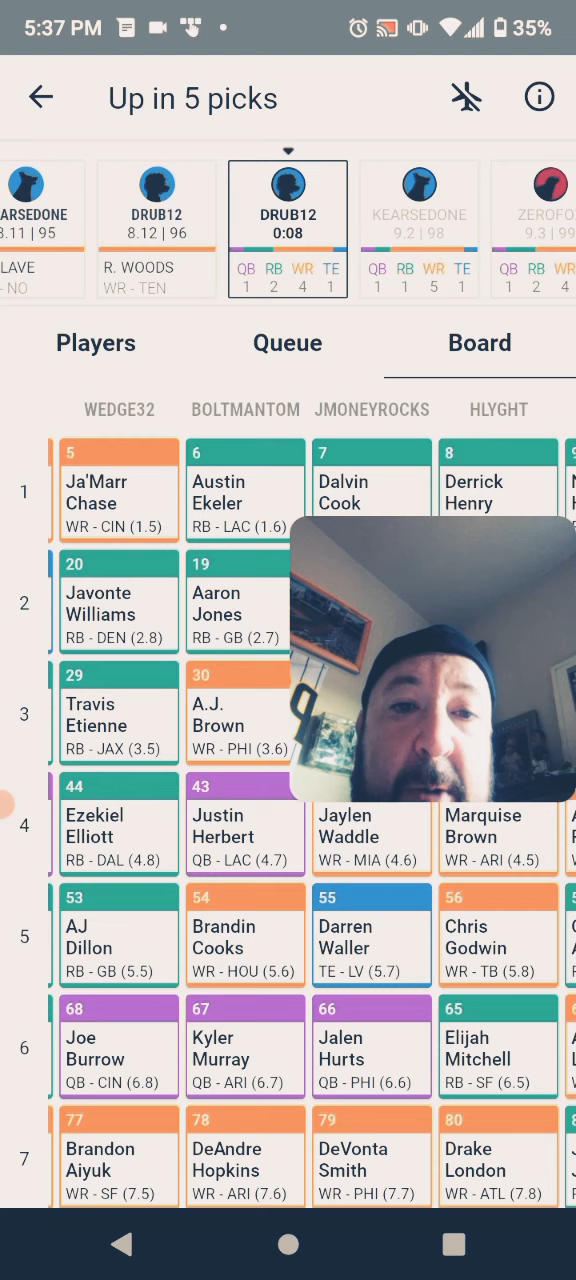 5:37 PM 35%
Up in 5 picks
ARSEDONE DRUB12 DRUB12 KEARSEDONE ZEROFO
8.11 | 95 8.12 | 96 0:08 9.2 | 98 9.3 | 99
LAVE R. WOODS QB RB WR TE QB RB WR TE QB RB WR
- NO WR - TEN 1 2 4 1 1 1 5 1 1 2 4
Players Queue Board
WEDGE32 BOLTMANTOM JMONEYROCKS HLYGHT
5 6 7 8
1 Ja'Marr Austin Dalvin Derrick
Chase Ekeler Cook Henry
WR - CIN (1.5) RB - LAC (1.6)
20 19
2 Javonte Aaron
Williams Jones
RB - DEN (2.8) RB - GB (2.7)
29 30
3 Travis A.J.
Etienne Brown
RB - JAX (3.5) WR - PHI (3.6)
44 43
4 Ezekiel Justin Jaylen Marquise
Elliott Herbert Waddle Brown
RB - DAL (4.8) QB - LAC (4.7) WR - MIA (4.6) WR - ARI (4.5)
53 54 55 56
5 AJ Brandin Darren Chris
Dillon Cooks Waller Godwin
RB - GB (5.5) WR - HOU (5.6) TE - LV (5.7) WR - TB (5.8)
68 67 66 65
6 Joe Kyler Jalen Elijah
Burrow Murray Hurts Mitchell
QB - CIN (6.8) QB - ARI (6.7) QB - PHI (6.6) RB - SF (6.5)
77 78 79 80
7 Brandon DeAndre DeVonta Drake
Aiyuk Hopkins Smith London
WR - SF (7.5) WR - ARI (7.6) WR - PHI (7.7) WR - ATL (7.8)